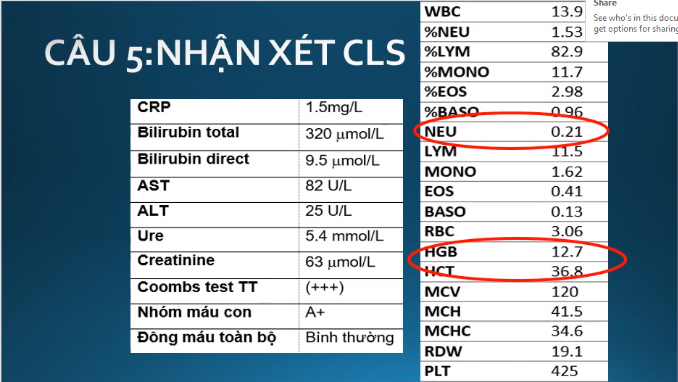 Share
See who's in this docu
get options for sharing
CÂU 5:NHẬN XÉT CLS
CRP 1.5mg/L
Bilirubin total 320 µmol/L
Bilirubin direct 9.5 µmol/L
AST 82 U/L
ALT 25 U/L
Ure 5.4 mmol/L
Creatinine 63 µmol/L
Coombs test TT (+++)
Nhóm máu con A+
Đông máu toàn bộ Bình thường
WBC 13.9
%NEU 1.53
%LYM 82.9
%MONO 11.7
%EOS 2.98
%BASO 0.96
NEU 0.21
LYM 11.5
MONO 1.62
EOS 0.41
BASO 0.13
RBC 3.06
HGB 12.7
HCT 36.8
MCV 120
MCH 41.5
MCHC 34.6
RDW 19.1
PLT 425